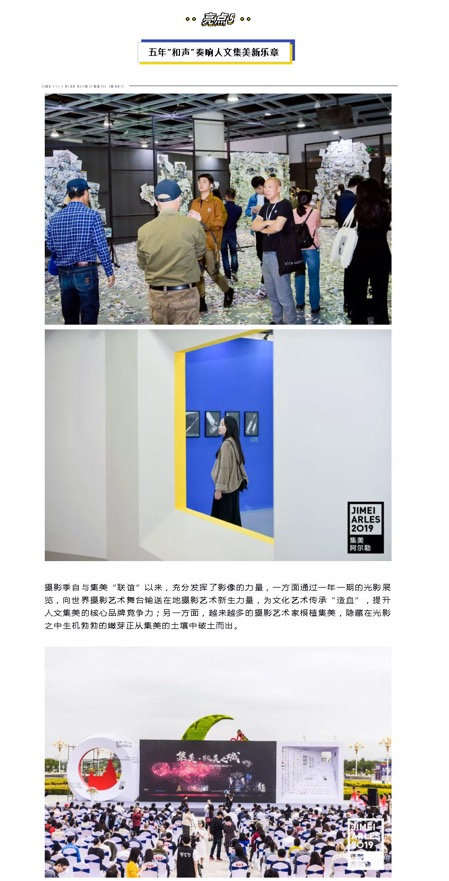 亮点5
五年“和声”奏响人文集美新乐章
JIMEI
ARLES
2019
JIMEI
ARLES
2019
集美
阿尔勒
摄影季自与集美“联谊”以来，充分发挥了影像的力量，一方面通过一年一期的光影展
览，向世界摄影艺术舞台输送在地摄影艺术新生力量，为文化艺术传承“造血”，提升
人文集美的核心品牌竞争力；另一方面，越来越多的摄影艺术家根植集美，隐藏在光影
之中生机勃勃的嫩芽正从集美的土壤中破土而出。
JIMEI
ARLES
2019